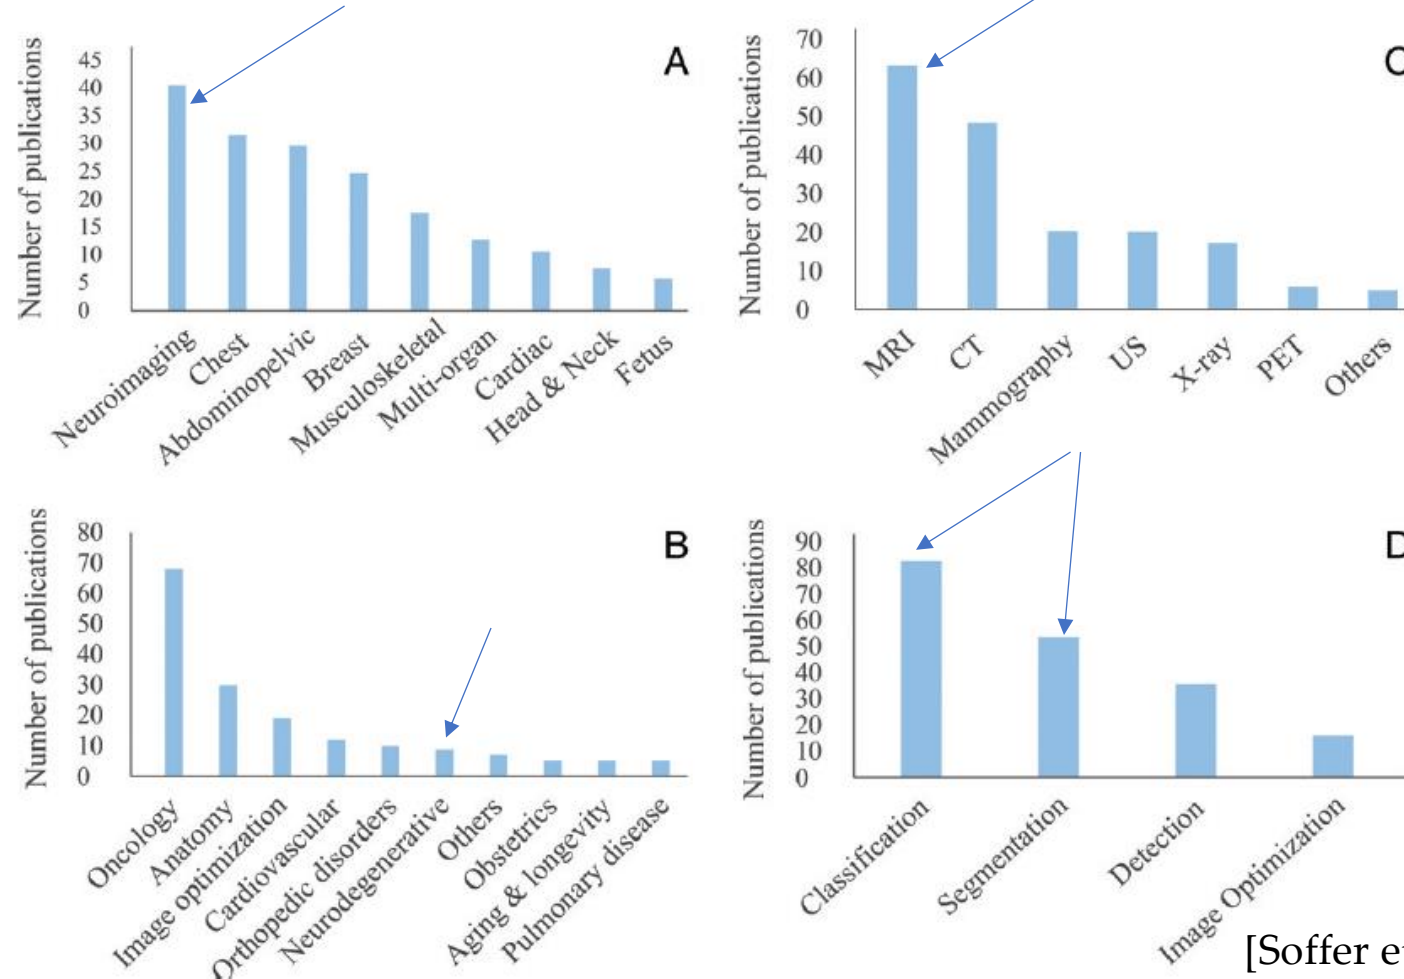 A
Number of publications
45
40
35
30
25
20
15
10
5
0
Neuroimaging
Chest
Abdominopelvic
Breast
Musculoskeletal
Multi-organ
Cardiac
Head & Neck
Fetus
C
Number of publications
70
60
50
40
30
20
10
0
MRI
CT
Mammography
US
X-ray
PET
Others
B
Number of publications
80
70
60
50
40
30
20
10
0
Oncology
Anatomy
Image optimization
Cardiovascular
Orthopedic disorders
Neurodegenerative
Others
Obstetrics
Aging & longevity
Pulmonary disease
D
Number of publications
90
80
70
60
50
40
30
20
10
0
Classification
Segmentation
Detection
Image Optimization
[Soffer e